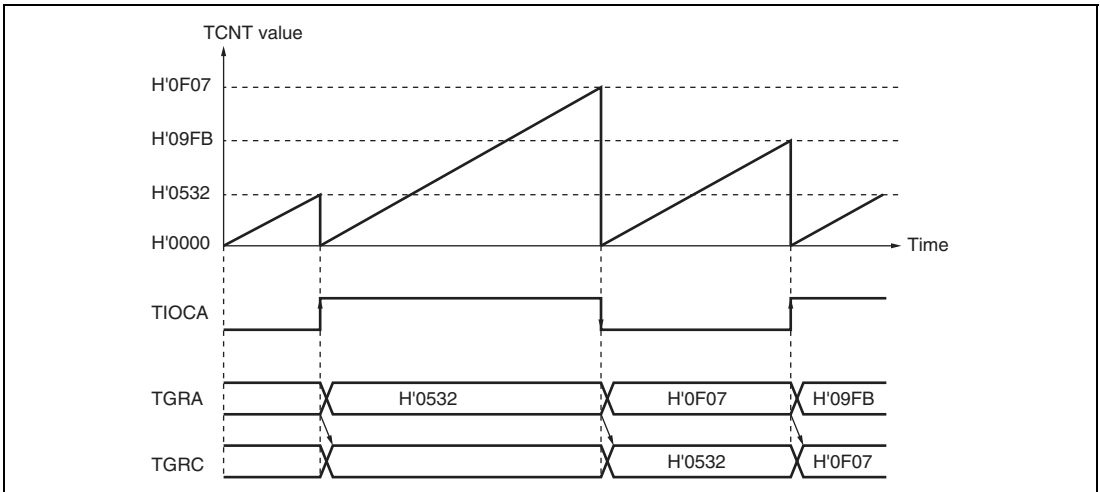 TCNT value
H'0F07
H'09FB
H'0532
H'0000
Time
TIOCA
TGRA H'0532 H'0F07 H'09FB
TGRC H'0532 H'0F07